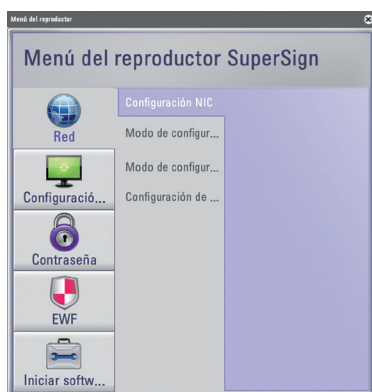 Menú del reproductor
Menú del reproductor SuperSign
Red
Configuració...
Contraseña
EWF
Iniciar softw...
Configuración NIC
Modo de configur...
Modo de configur...
Configuración de ...